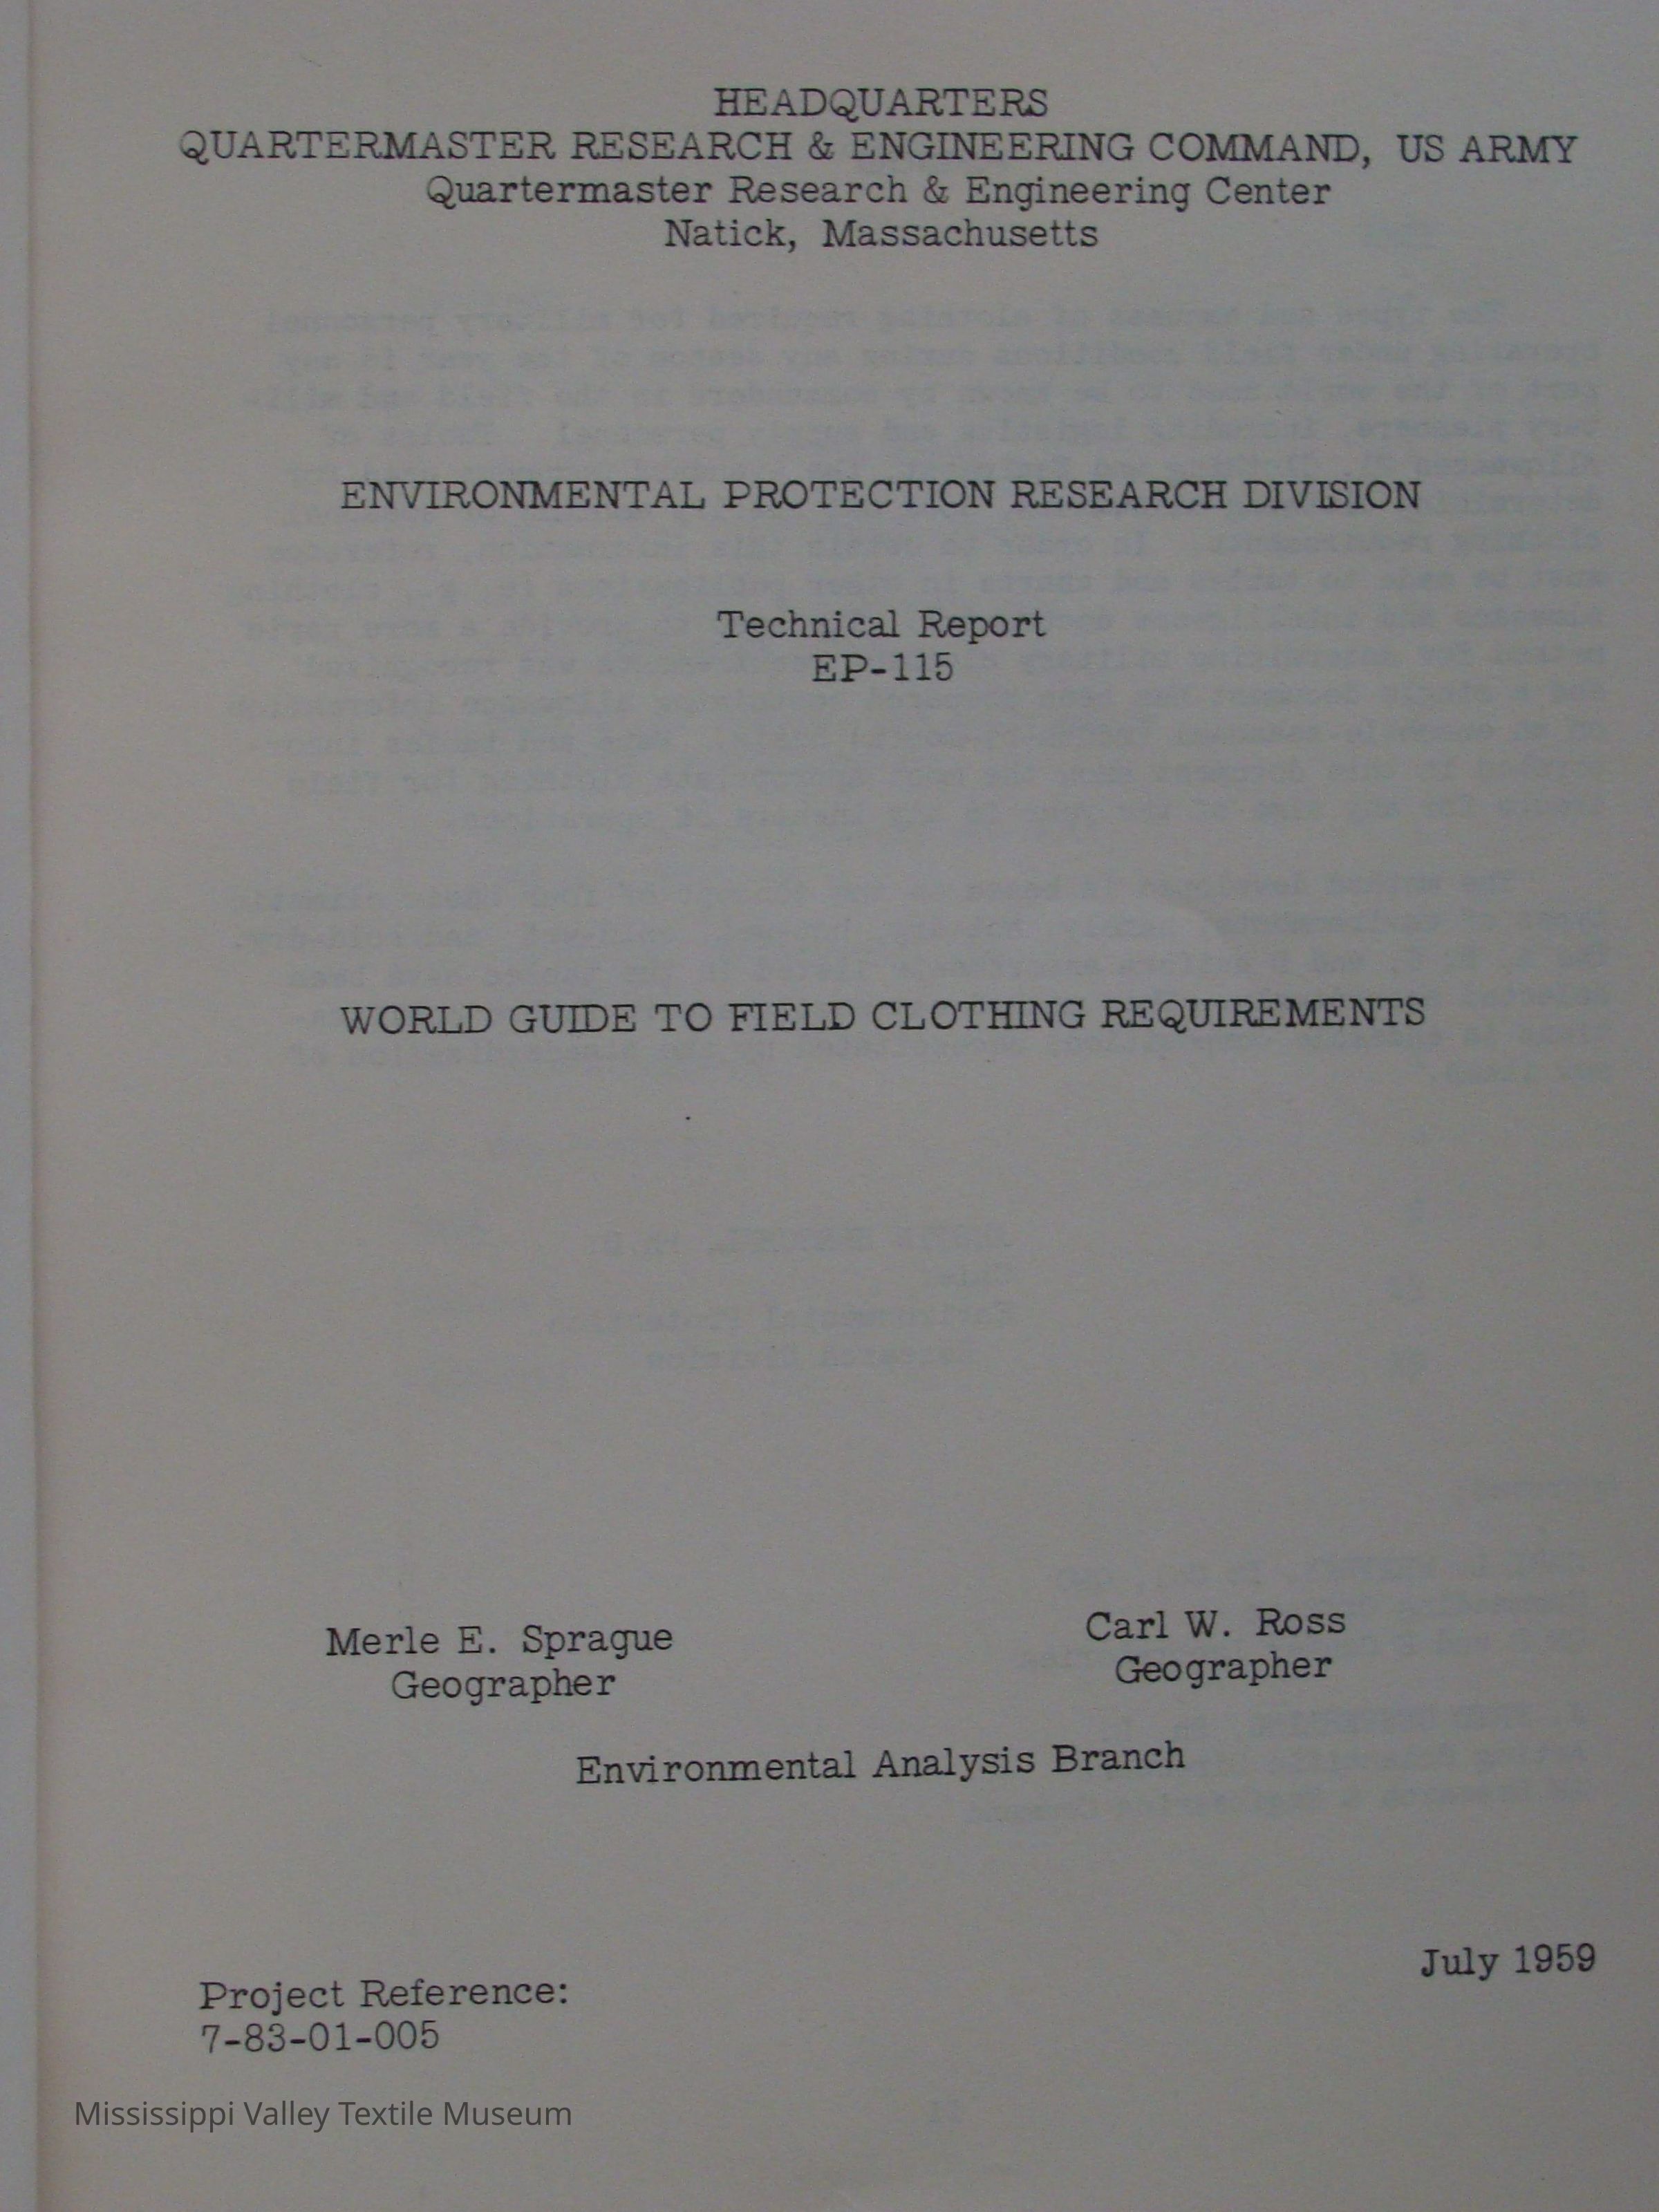 HEADQUARTERS
QUARTERMASTER RESEARCH & ENGINEERING COMMAND, US ARMY
Quartermaster Research & Engineering Center
Natick, Massachusetts
ENVIRONMENTAL PROTECTION RESEARCH DIVISION
Technical Report
EP-115
WORLD GUIDE TO FIELD CLOTHING REQUIREMENTS
Merle E. Sprague
Geographer
Carl W. Ross
Geographer
Environmental Analysis Branch
July 1959
Project Reference:
7-83-01-005
Mississippi Valley Textile Museum